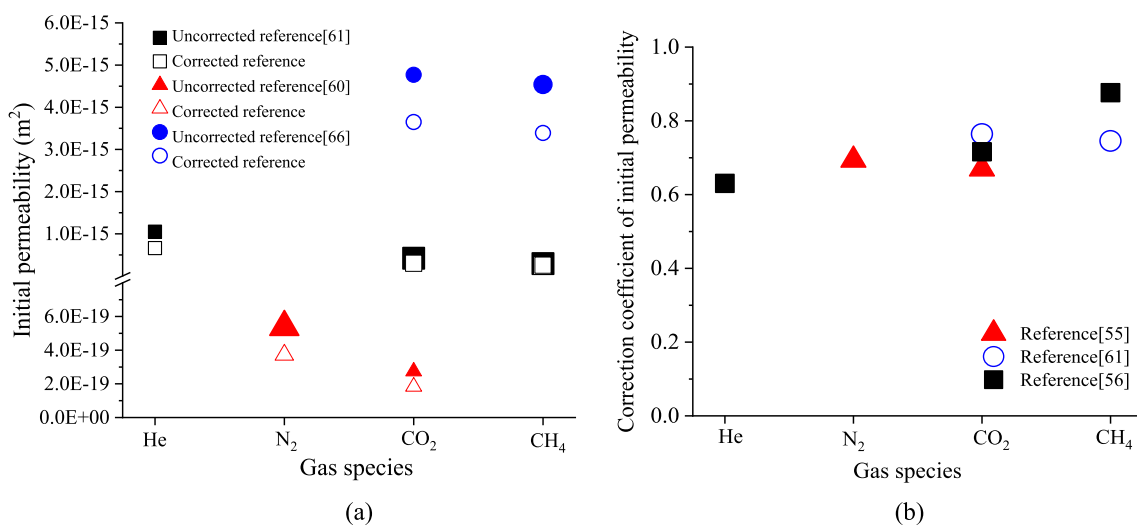 Initial permeability (m²)
6.0E-15
5.0E-15
4.0E-15
3.0E-15
2.0E-15
1.0E-15
6.0E-19
4.0E-19
2.0E-19
0.0E+00
Uncorrected reference[61]
Corrected reference
Uncorrected reference[60]
Corrected reference
Uncorrected reference[66]
Corrected reference
He N₂ CO₂ CH₄
Gas species
(a)
Correction coefficient of initial permeability
1.0
0.8
0.6
0.4
0.2
0.0
Reference[55]
Reference[61]
Reference[56]
He N₂ CO₂ CH₄
Gas species
(b)